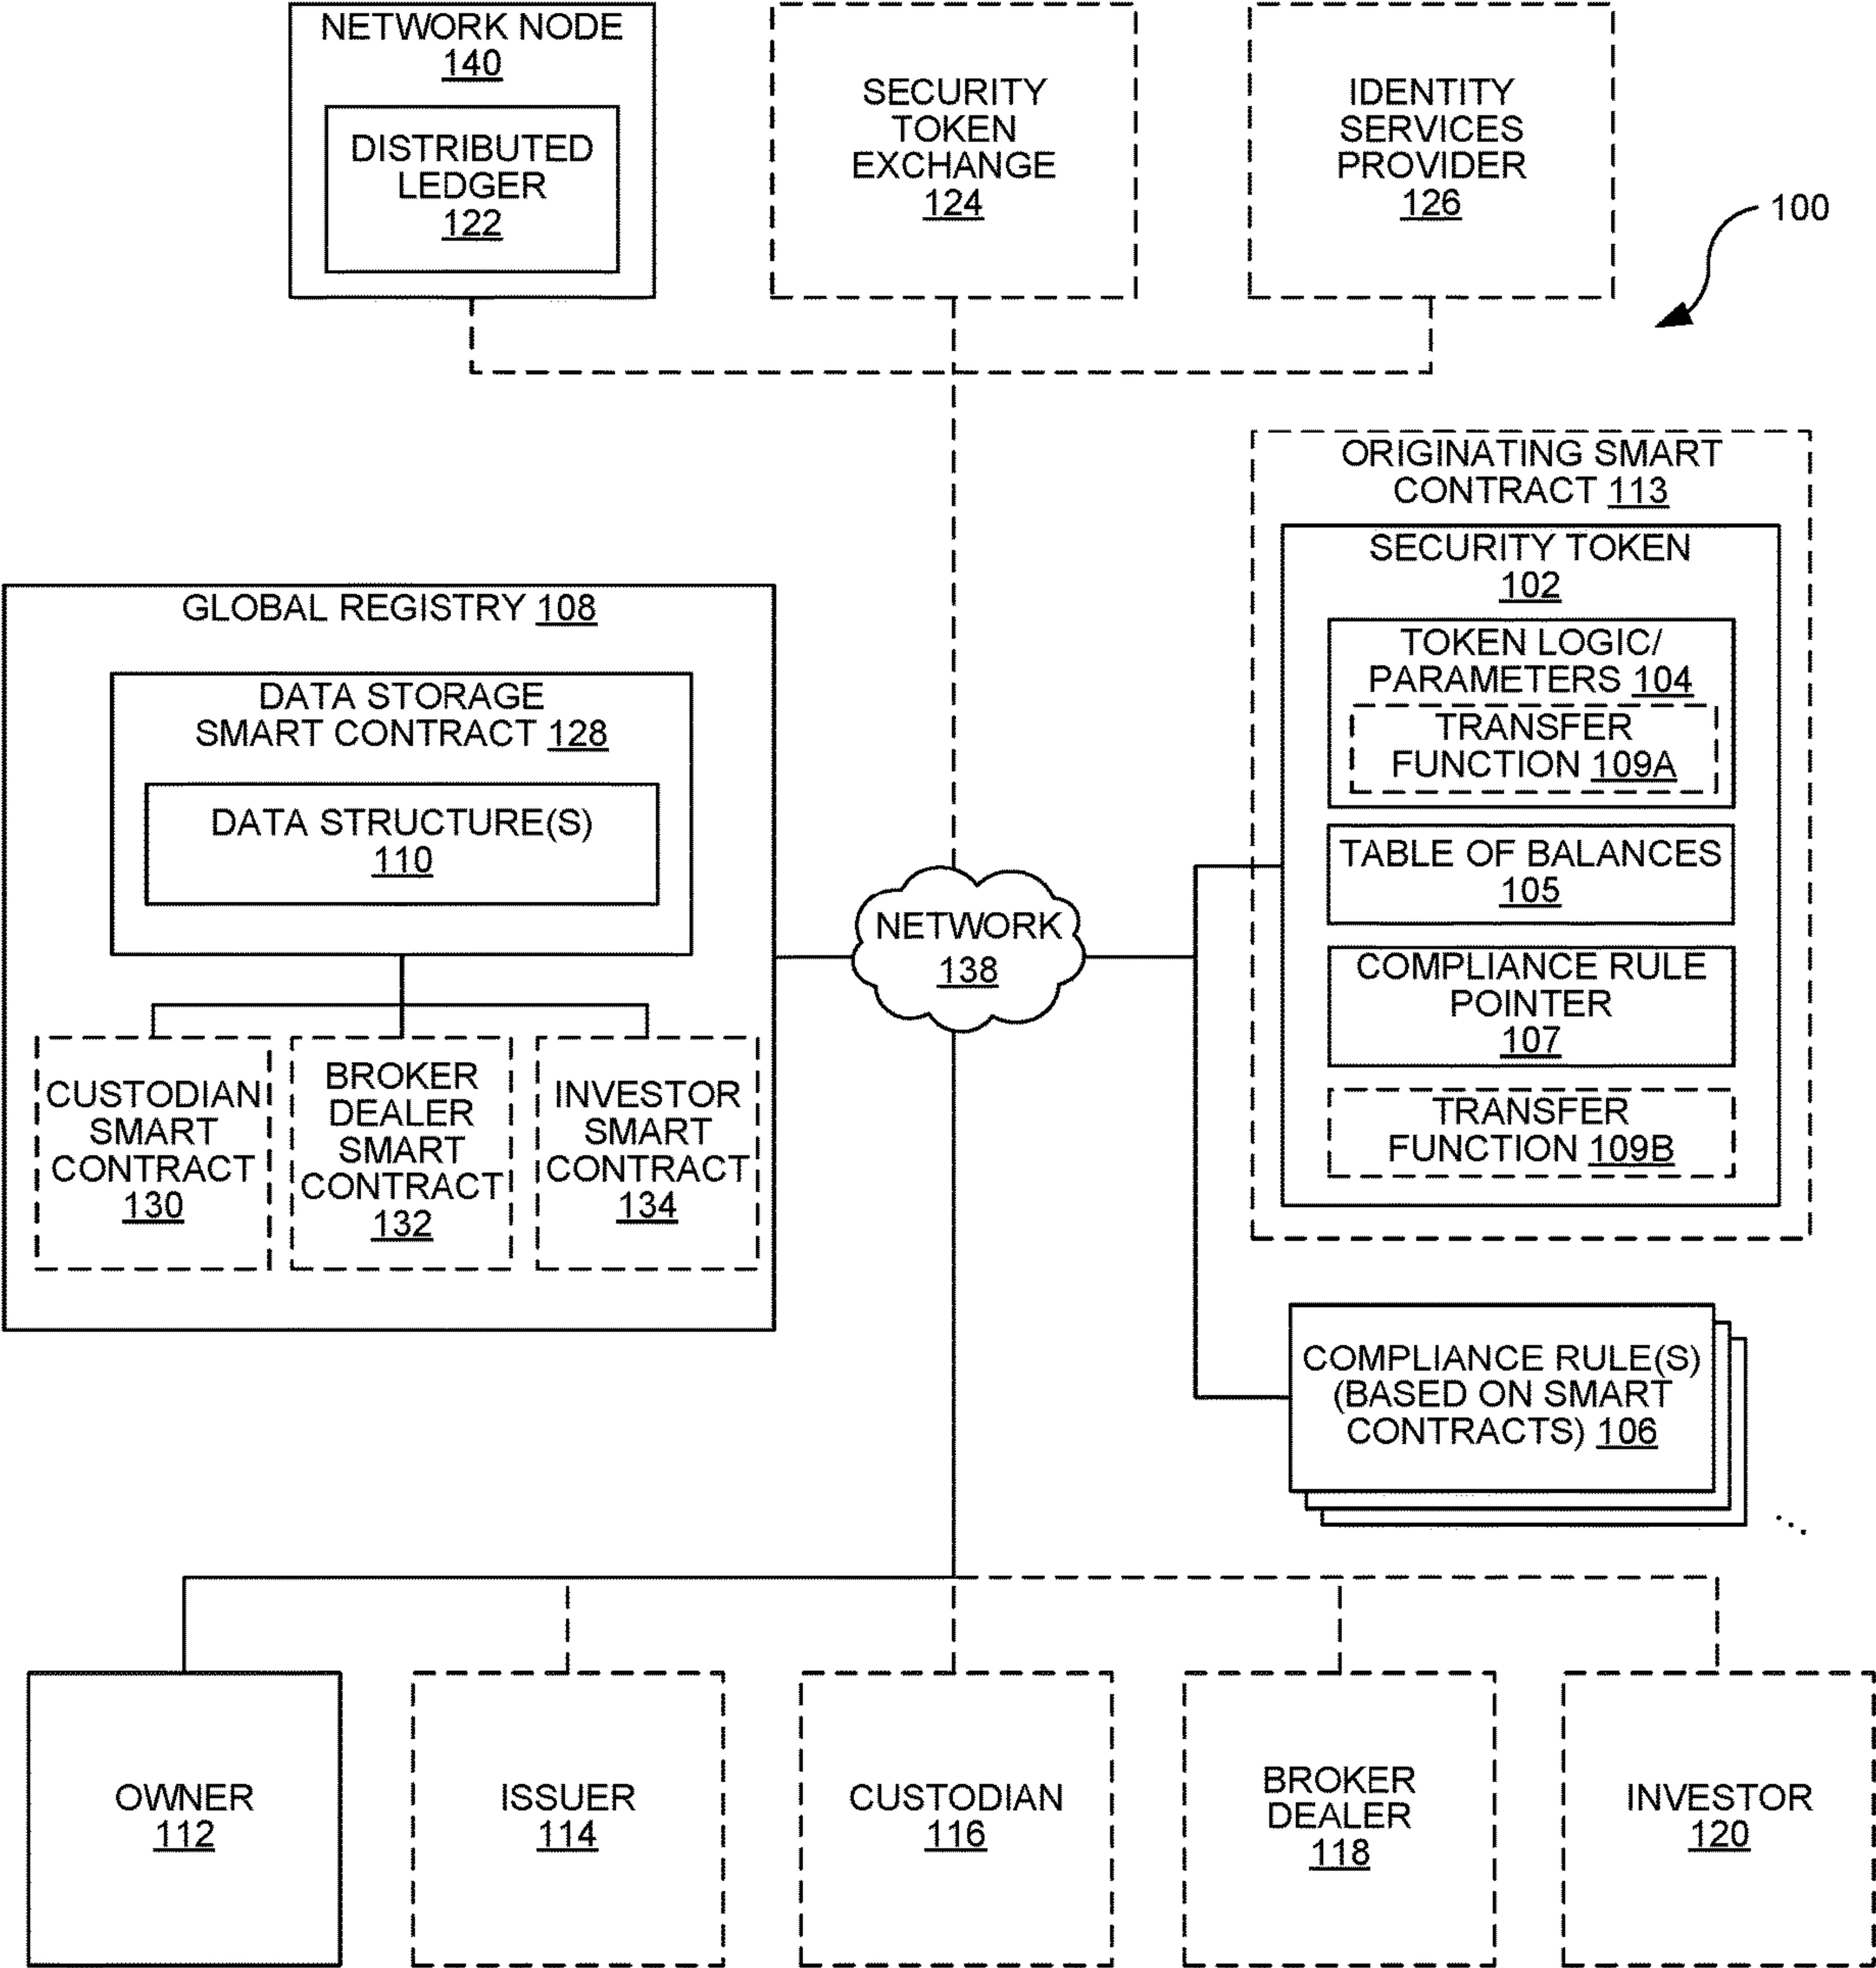 NETWORK NODE
140
DISTRIBUTED
LEDGER
122
SECURITY
TOKEN
EXCHANGE
124
IDENTITY
SERVICES
PROVIDER
126
100
ORIGINATING SMART
CONTRACT 113
SECURITY TOKEN
102
TOKEN LOGIC/
PARAMETERS 104
TRANSFER
FUNCTION 109A
TABLE OF BALANCES
105
COMPLIANCE RULE
POINTER
107
TRANSFER
FUNCTION 109B
GLOBAL REGISTRY 108
DATA STORAGE
SMART CONTRACT 128
DATA STRUCTURE(S)
110
CUSTODIAN
SMART
CONTRACT
130
BROKER
DEALER
SMART
CONTRACT
132
INVESTOR
SMART
CONTRACT
134
NETWORK
138
COMPLIANCE RULE(S)
(BASED ON SMART
CONTRACTS) 106
OWNER
112
ISSUER
114
CUSTODIAN
116
BROKER
DEALER
118
INVESTOR
120